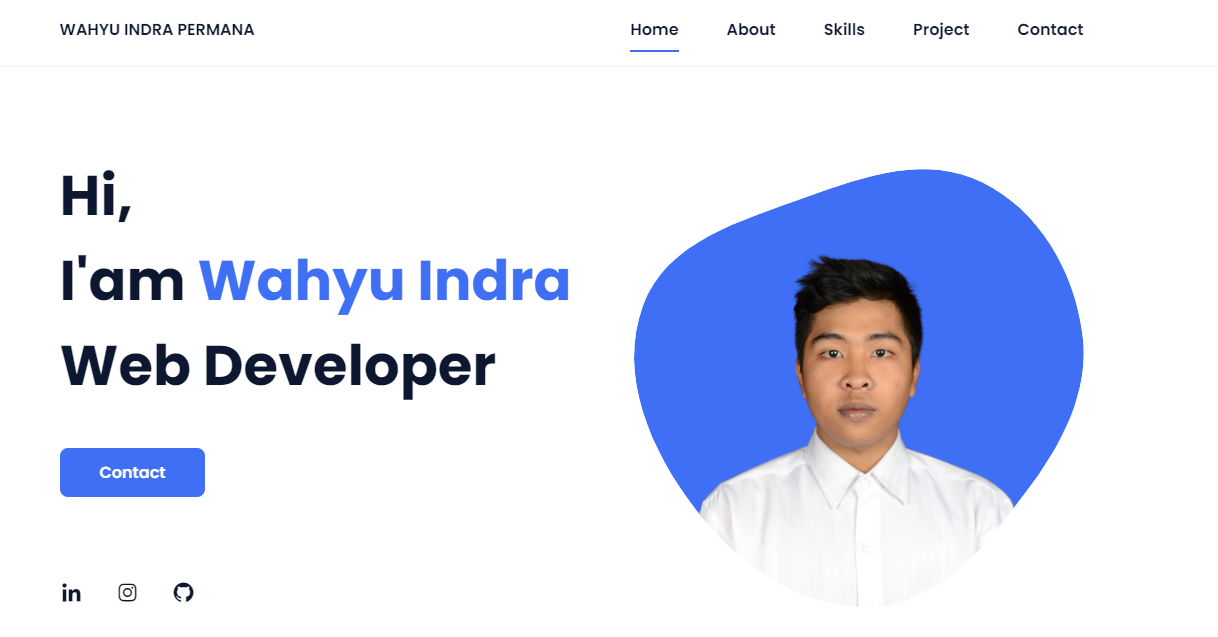 WAHYU INDRA PERMANA
Home About Skills Project Contact
Hi,
I'am Wahyu Indra
Web Developer
Contact
in